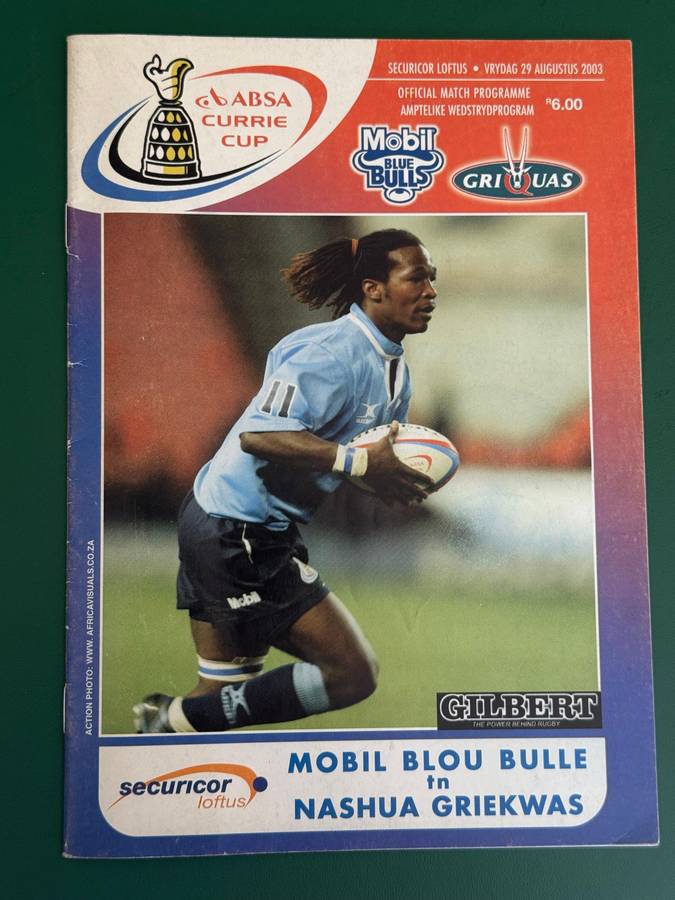 ABSA
CURRIE
CUP
SECURICOR LOFTUS • VRYDAG 29 AUGUSTUS 2003
OFFICIAL MATCH PROGRAMME
AMPTELIKE WEDSTRYDPROGRAM
R6.00
Mobil
BLUE
BULLS
GRIQUAS
11
Mobil
ACTION PHOTO: WWW. AFRICAVISUALS.CO.ZA
GILBERT
THE POWER BEHIND RUGBY
securicor
loftus
MOBIL BLOU BULLE
tn
NASHUA GRIEKWAS